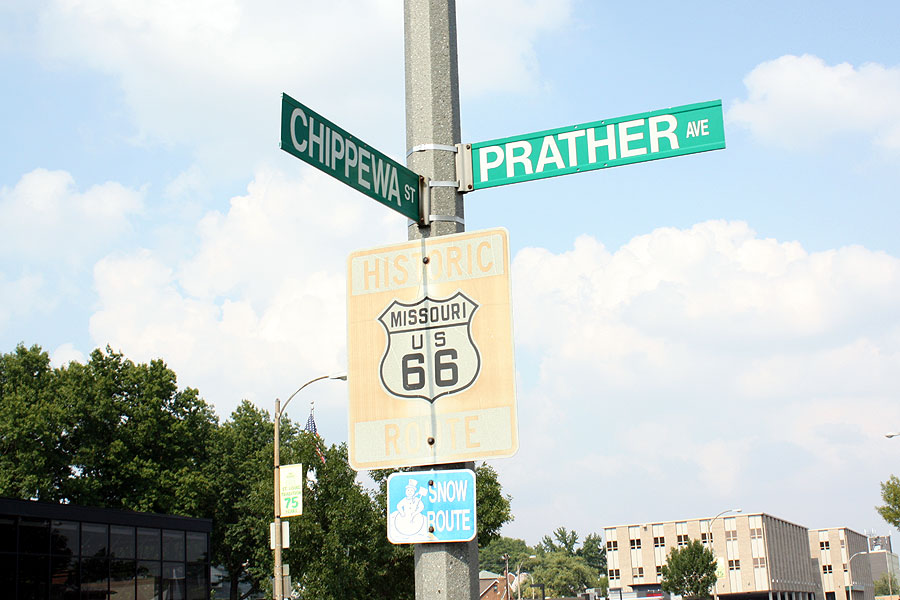 CHIPPEWA ST
PRATHER AVE
HISTORIC
MISSOURI
US
66
ROUTE
SNOW
ROUTE
75